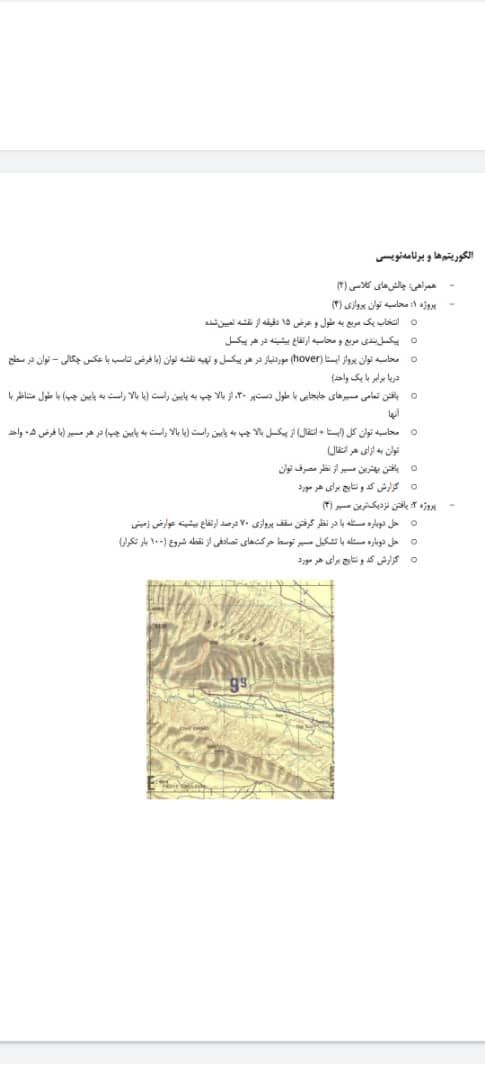 الگوریتم‌ها و برنامه‌نویسی
- همراهی: چالش‌های کلاسی (۲)
- پروژه ۱: محاسبه توان پروازی (۴)
○ انتخاب یک مربع به طول و عرض ۱۵ دقیقه از نقشه تعیین‌شده
○ پیکسل‌بندی مربع و محاسبه ارتفاع بیشینه در هر پیکسل
○ محاسبه توان پرواز ایستا (hover) موردنیاز در هر پیکسل و تهیه نقشه توان (با فرض تناسب با عکس چگالی – توان در سطح
دریا برابر با یک واحد)
○ یافتن تمامی مسیرهای جابجایی با طول دست‌پر ۳۰، از بالا چپ به پایین راست (یا بالا راست به پایین چپ) با طول متناظر با
آنها
○ محاسبه توان کل (ایستا + انتقال) از پیکسل بالا چپ به پایین راست (یا بالا راست به پایین چپ) در هر مسیر (با فرض ۰.۵ واحد
توان به ازای هر انتقال)
○ یافتن بهترین مسیر از نظر مصرف توان
○ گزارش کد و نتایج برای هر مورد
- پروژه ۲: یافتن نزدیک‌ترین مسیر (۴)
○ حل دوباره مسئله با در نظر گرفتن سقف پروازی ۷۰ درصد ارتفاع بیشینه عوارض زمینی
○ حل دوباره مسئله با تشکیل مسیر توسط حرکت‌های تصادفی از نقطه شروع (۱۰۰ بار تکرار)
○ گزارش کد و نتایج برای هر مورد
99
E